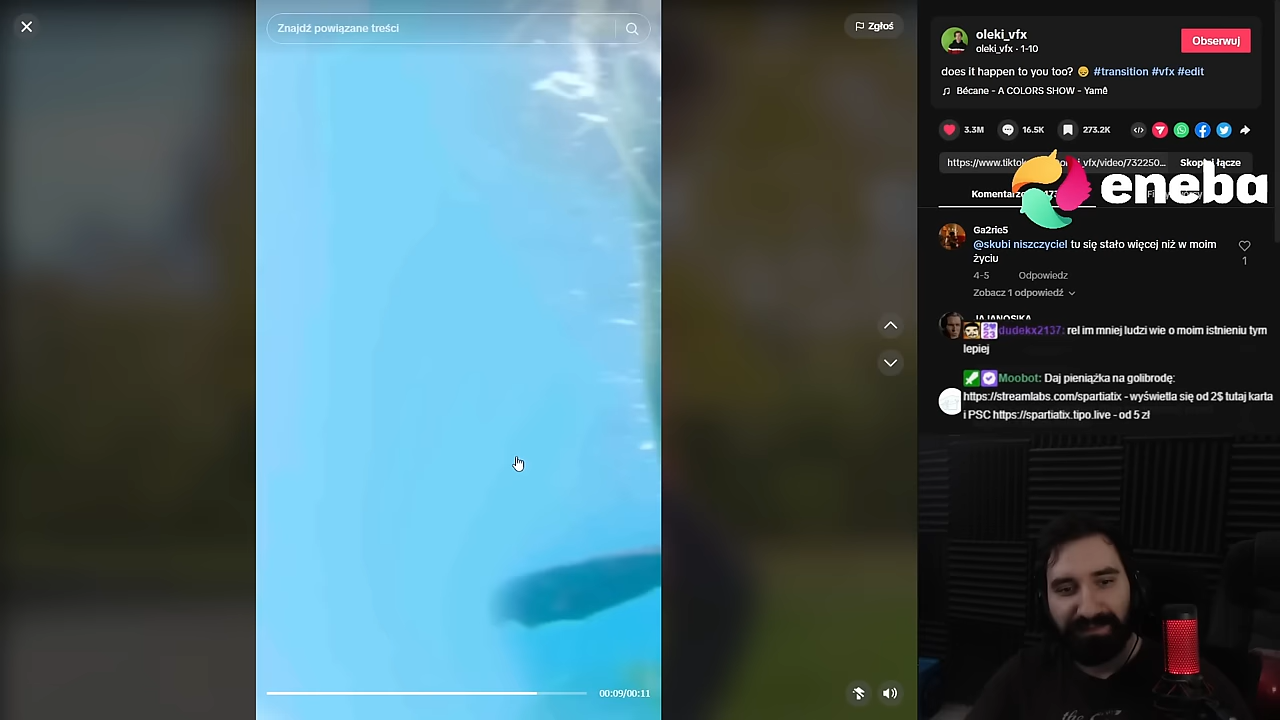 Znajdź powiązane treści
Zgłoś
00:09/00:11
oleki_vfx
oleki_vfx · 1-10
Obserwuj
does it happen to you too? 😔 #transition #vfx #edit
♫ Bécane - A COLORS SHOW - Yamê
3.3M
16.5K
273.2K
eneba
Ga2rie5
@skubi niszczyciel tu się stało więcej niż w moim
życiu
1
4-5 Odpowiedz
Zobacz 1 odpowiedź
dudekx2137: rel im mniej ludzi wie o moim istnieniu tym
lepiej
Moobot: Daj pieniążka na golibrodę:
https://streamlabs.com/spartiatix - wyświetla się od 2$ tutaj karta
i PSC https://spartiatix.tipo.live - od 5 zł